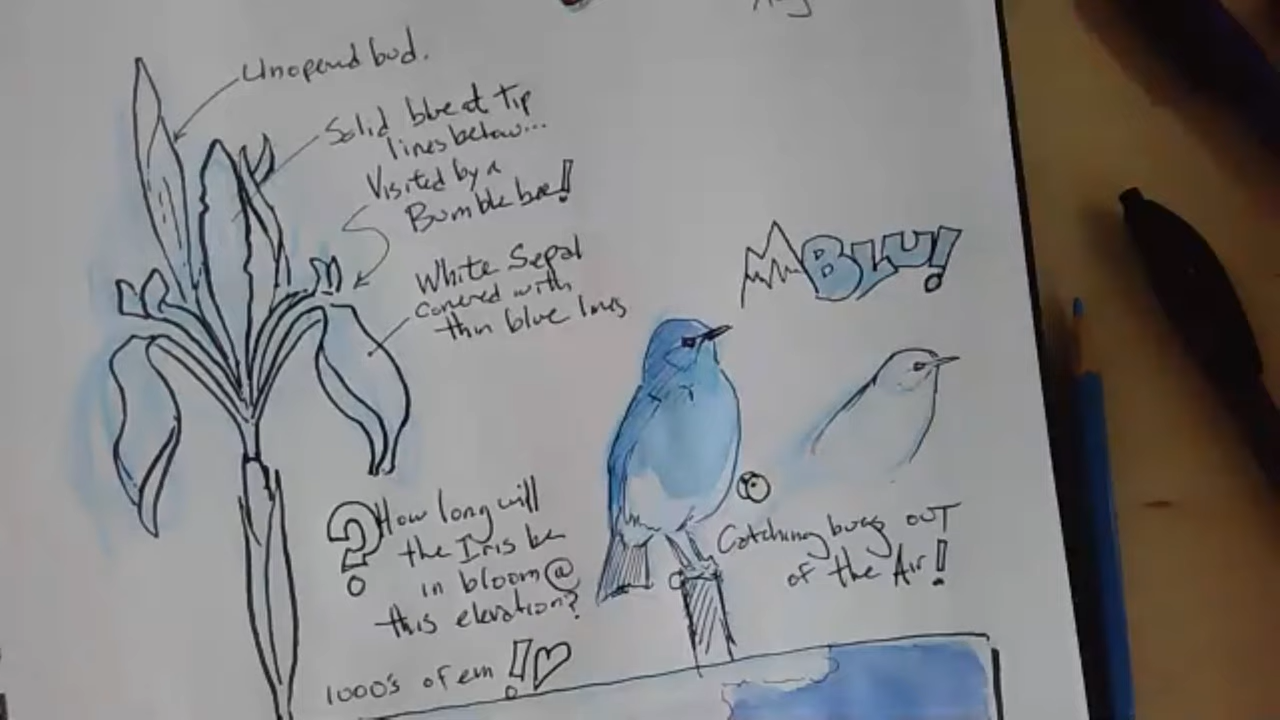 Unopened bud.
Solid blue at tip
lines below...
Visited by a
Bumble bee!
White Sepal
covered with
thin blue lines
BLU!
? How long will
the Iris be
in bloom @
this elevation?
1000's of em ! ♡
Catching bugs out
of the Air!